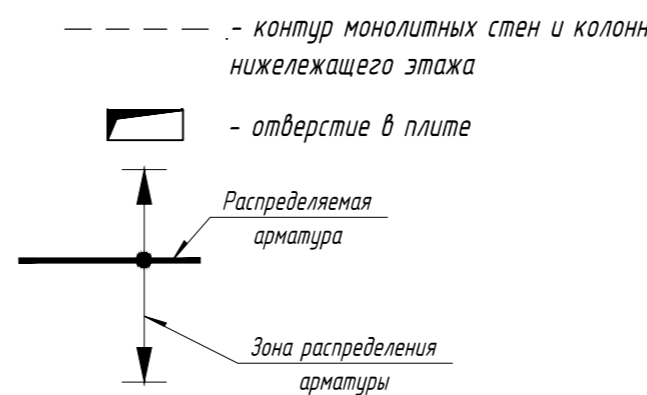 - контур монолитных стен и колонн
нижележащего этажа
- отверстие в плите
Распределяемая
арматура
Зона распределения
арматуры